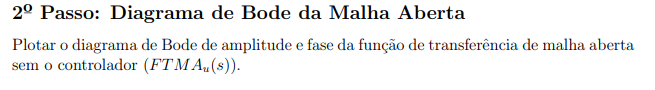 2º Passo: Diagrama de Bode da Malha Aberta
Plotar o diagrama de Bode de amplitude e fase da função de transferência de malha aberta
sem o controlador (FTMAᵤ(s)).